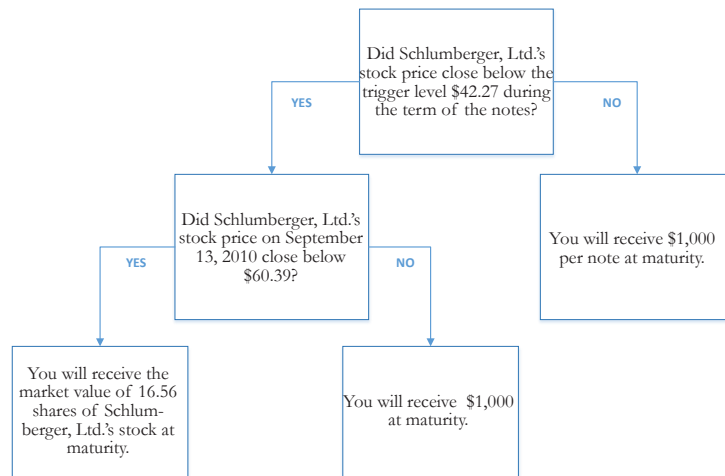 Did Schlumberger, Ltd.'s
stock price close below the
trigger level $42.27 during
the term of the notes?
YES
NO
Did Schlumberger, Ltd.'s
stock price on September
13, 2010 close below
$60.39?
You will receive $1,000
per note at maturity.
YES
NO
You will receive the
market value of 16.56
shares of Schlum-
berger, Ltd.'s stock at
maturity.
You will receive $1,000
at maturity.